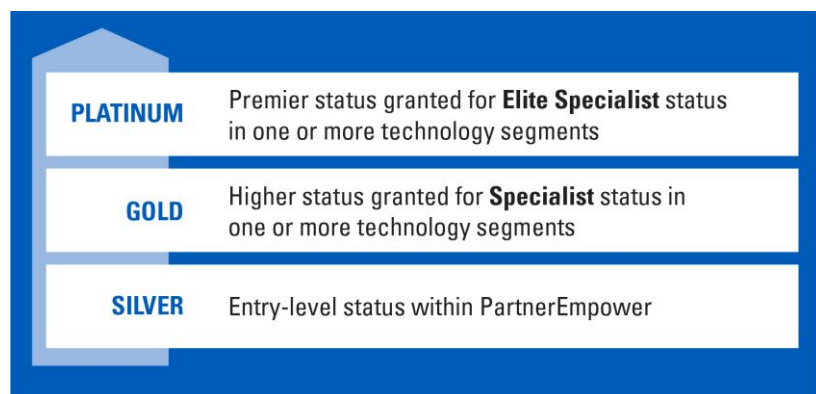 PLATINUM
Premier status granted for Elite Specialist status
in one or more technology segments
GOLD
Higher status granted for Specialist status in
one or more technology segments
SILVER
Entry-level status within PartnerEmpower